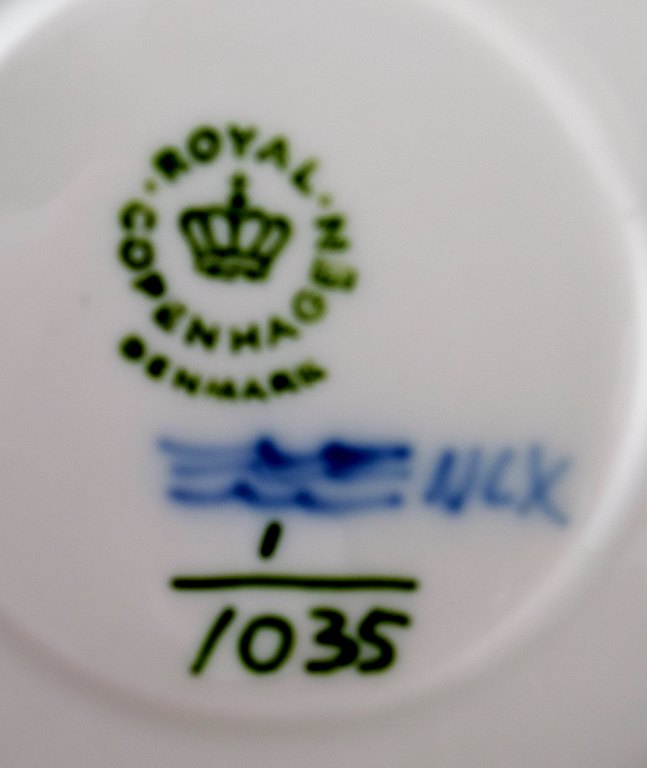 ·ROYAL·
COPENHAGEN
DENMARK
1
1035